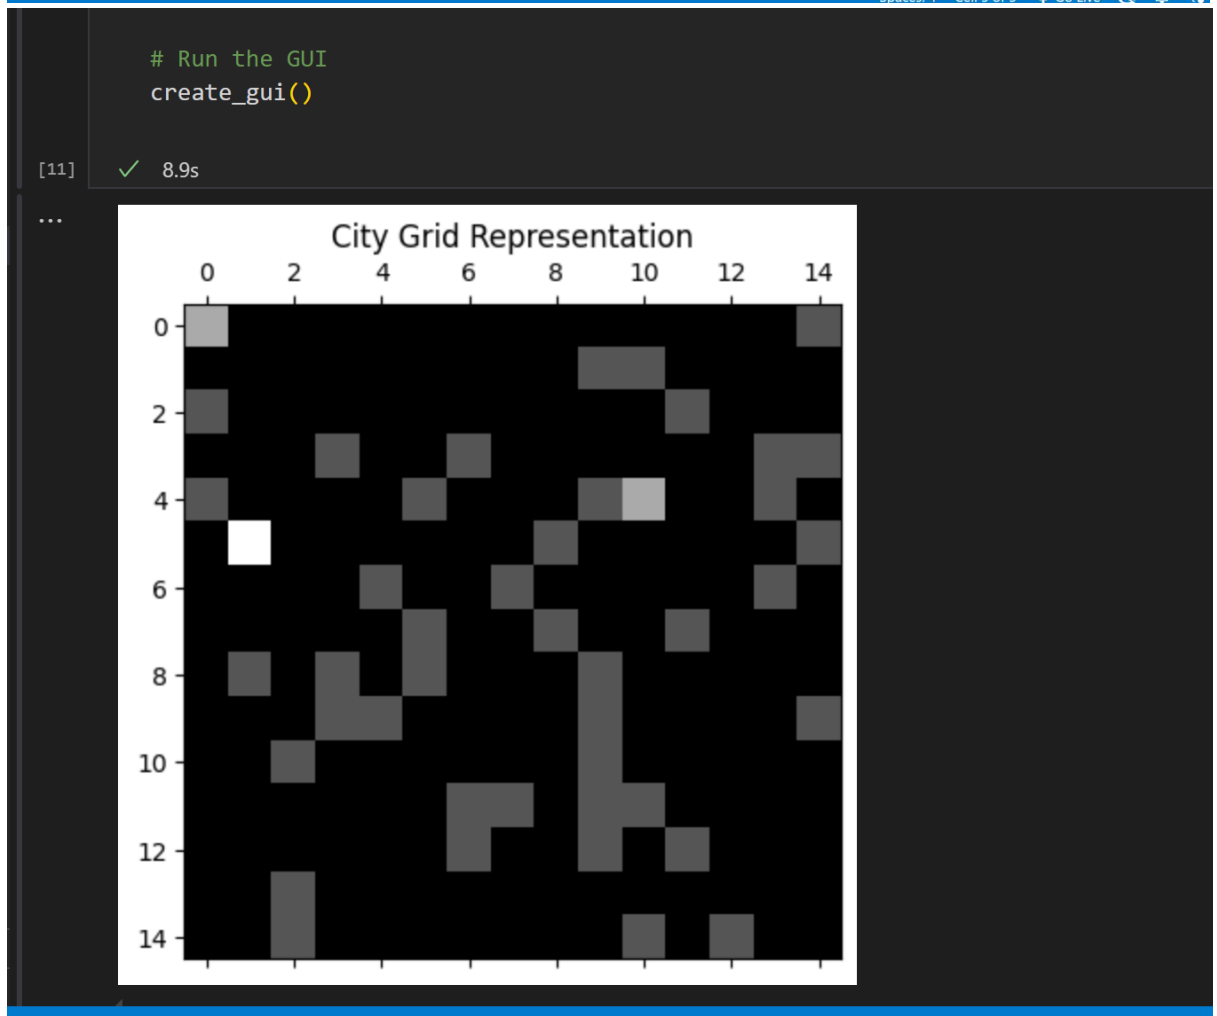 # Run the GUI
create_gui()
[11]
8.9s
...
City Grid Representation
0 2 4 6 8 10 12 14
0
2
4
6
8
10
12
14